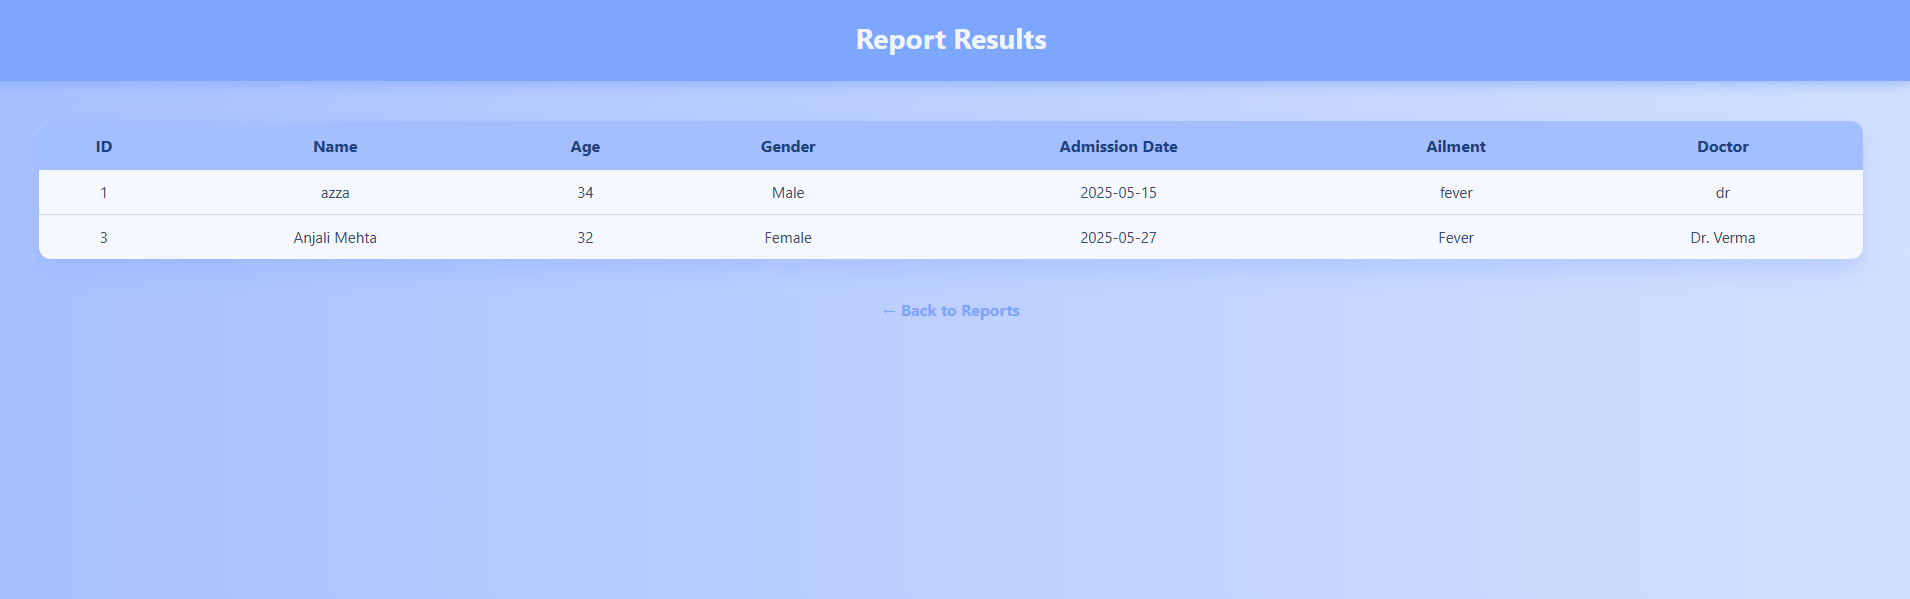 Report Results
ID Name Age Gender Admission Date Ailment Doctor
1 azza 34 Male 2025-05-15 fever dr
3 Anjali Mehta 32 Female 2025-05-27 Fever Dr. Verma
← Back to Reports